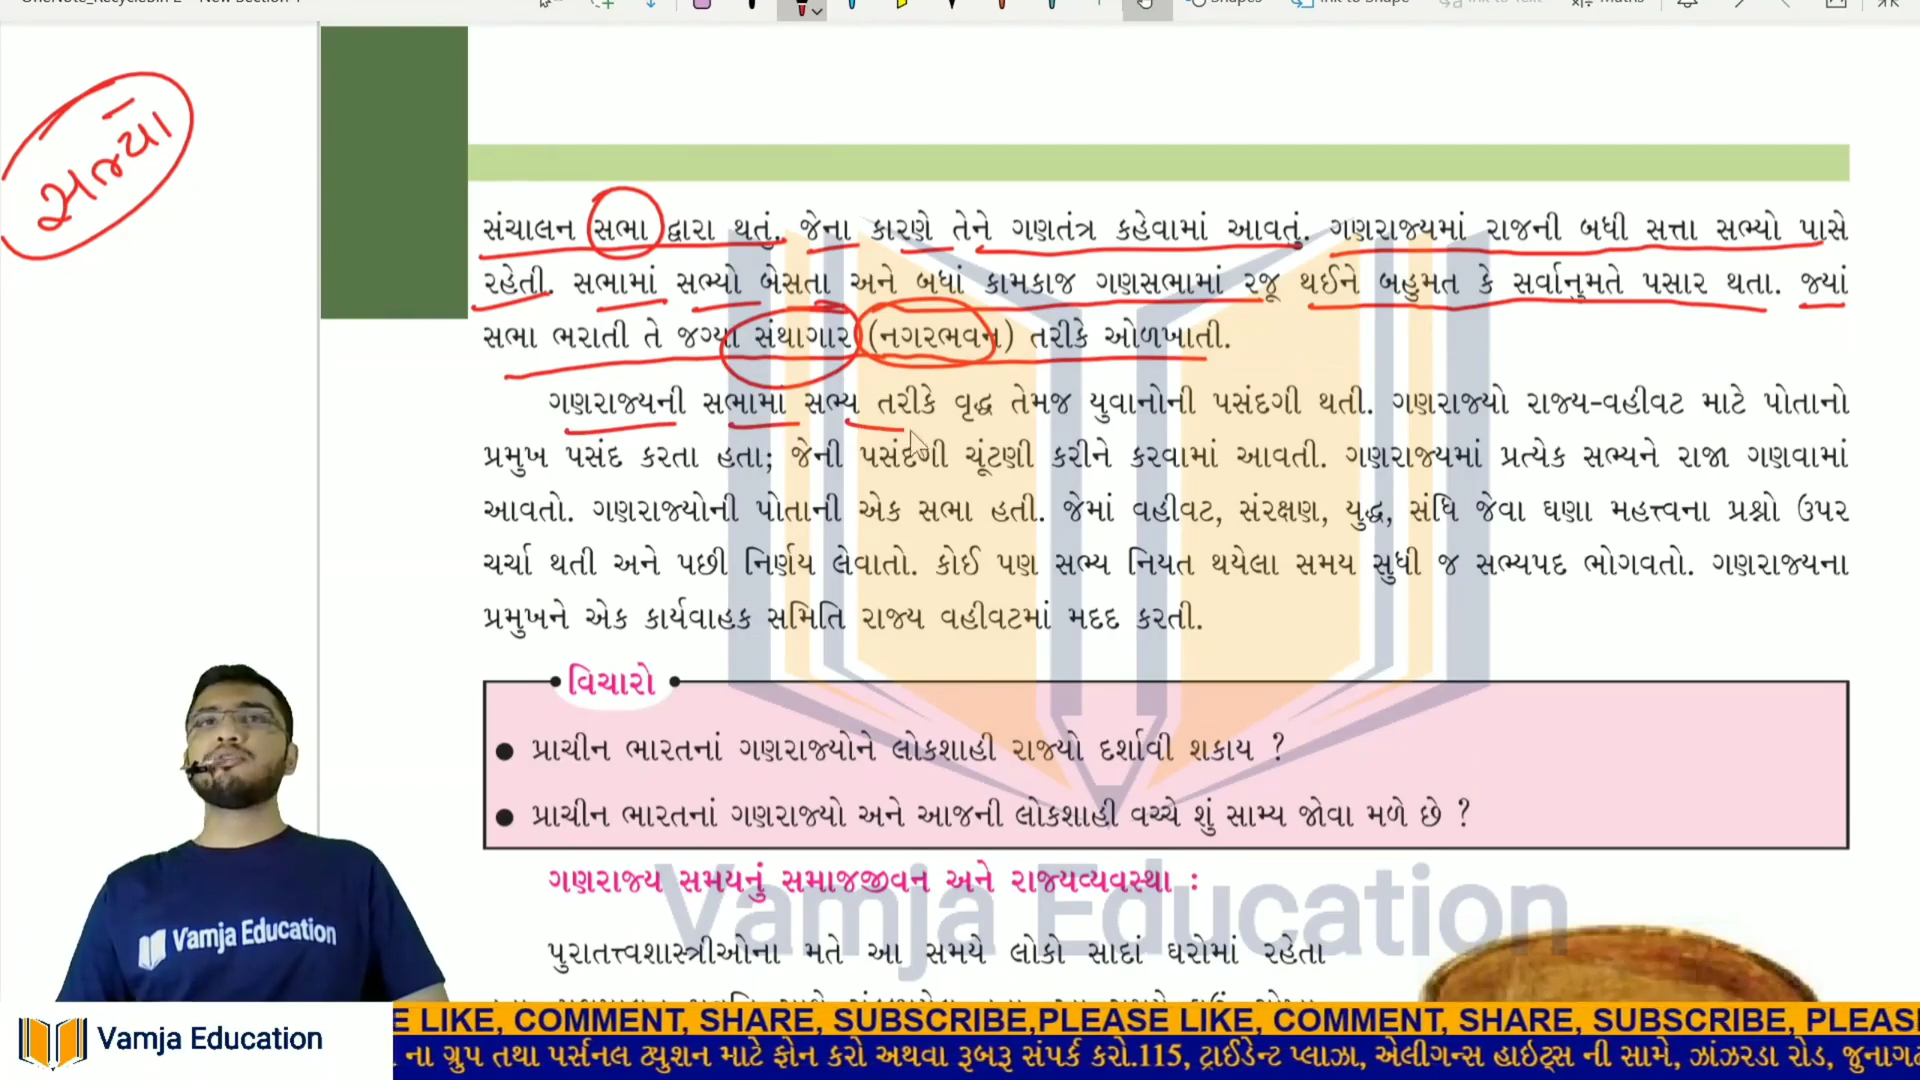 સભ્યો
સંચાલન સભા દ્વારા થતું. જેના કારણે તેને ગણતંત્ર કહેવામાં આવતું. ગણરાજ્યમાં રાજની બધી સત્તા સભ્યો પાસે
રહેતી. સભામાં સભ્યો બેસતા અને બધાં કામકાજ ગણસભામાં રજૂ થઈને બહુમત કે સર્વાનુમતે પસાર થતા. જ્યાં
સભા ભરાતી તે જગ્યા સંથાગાર (નગરભવન) તરીકે ઓળખાતી.
ગણરાજ્યની સભામાં સભ્ય તરીકે વૃદ્ધ તેમજ યુવાનોની પસંદગી થતી. ગણરાજ્યો રાજ્ય-વહીવટ માટે પોતાનો
પ્રમુખ પસંદ કરતા હતા; જેની પસંદગી ચૂંટણી કરીને કરવામાં આવતી. ગણરાજ્યમાં પ્રત્યેક સભ્યને રાજા ગણવામાં
આવતો. ગણરાજ્યોની પોતાની એક સભા હતી. જેમાં વહીવટ, સંરક્ષણ, યુદ્ધ, સંધિ જેવા ઘણા મહત્ત્વના પ્રશ્નો ઉપર
ચર્ચા થતી અને પછી નિર્ણય લેવાતો. કોઈ પણ સભ્ય નિયત થયેલા સમય સુધી જ સભ્યપદ ભોગવતો. ગણરાજ્યના
પ્રમુખને એક કાર્યવાહક સમિતિ રાજ્ય વહીવટમાં મદદ કરતી.
વિચારો
● પ્રાચીન ભારતનાં ગણરાજ્યોને લોકશાહી રાજ્યો દર્શાવી શકાય ?
● પ્રાચીન ભારતનાં ગણરાજ્યો અને આજની લોકશાહી વચ્ચે શું સામ્ય જોવા મળે છે ?
ગણરાજ્ય સમયનું સમાજજીવન અને રાજ્યવ્યવસ્થા :
પુરાતત્ત્વશાસ્ત્રીઓના મતે આ સમયે લોકો સાદાં ઘરોમાં રહેતા
Vamja Education
Vamja Education
Vamja Education
E LIKE, COMMENT, SHARE, SUBSCRIBE,PLEASE LIKE, COMMENT, SHARE, SUBSCRIBE, PLEAS
ના ગ્રુપ તથા પર્સનલ ટ્યુશન માટે ફોન કરો અથવા રૂબરૂ સંપર્ક કરો.115, ટ્રાઈડેન્ટ પ્લાઝા, એલીગન્સ હાઇટ્સ ની સામે, ઝાંઝરડા રોડ, જુનાગઢ